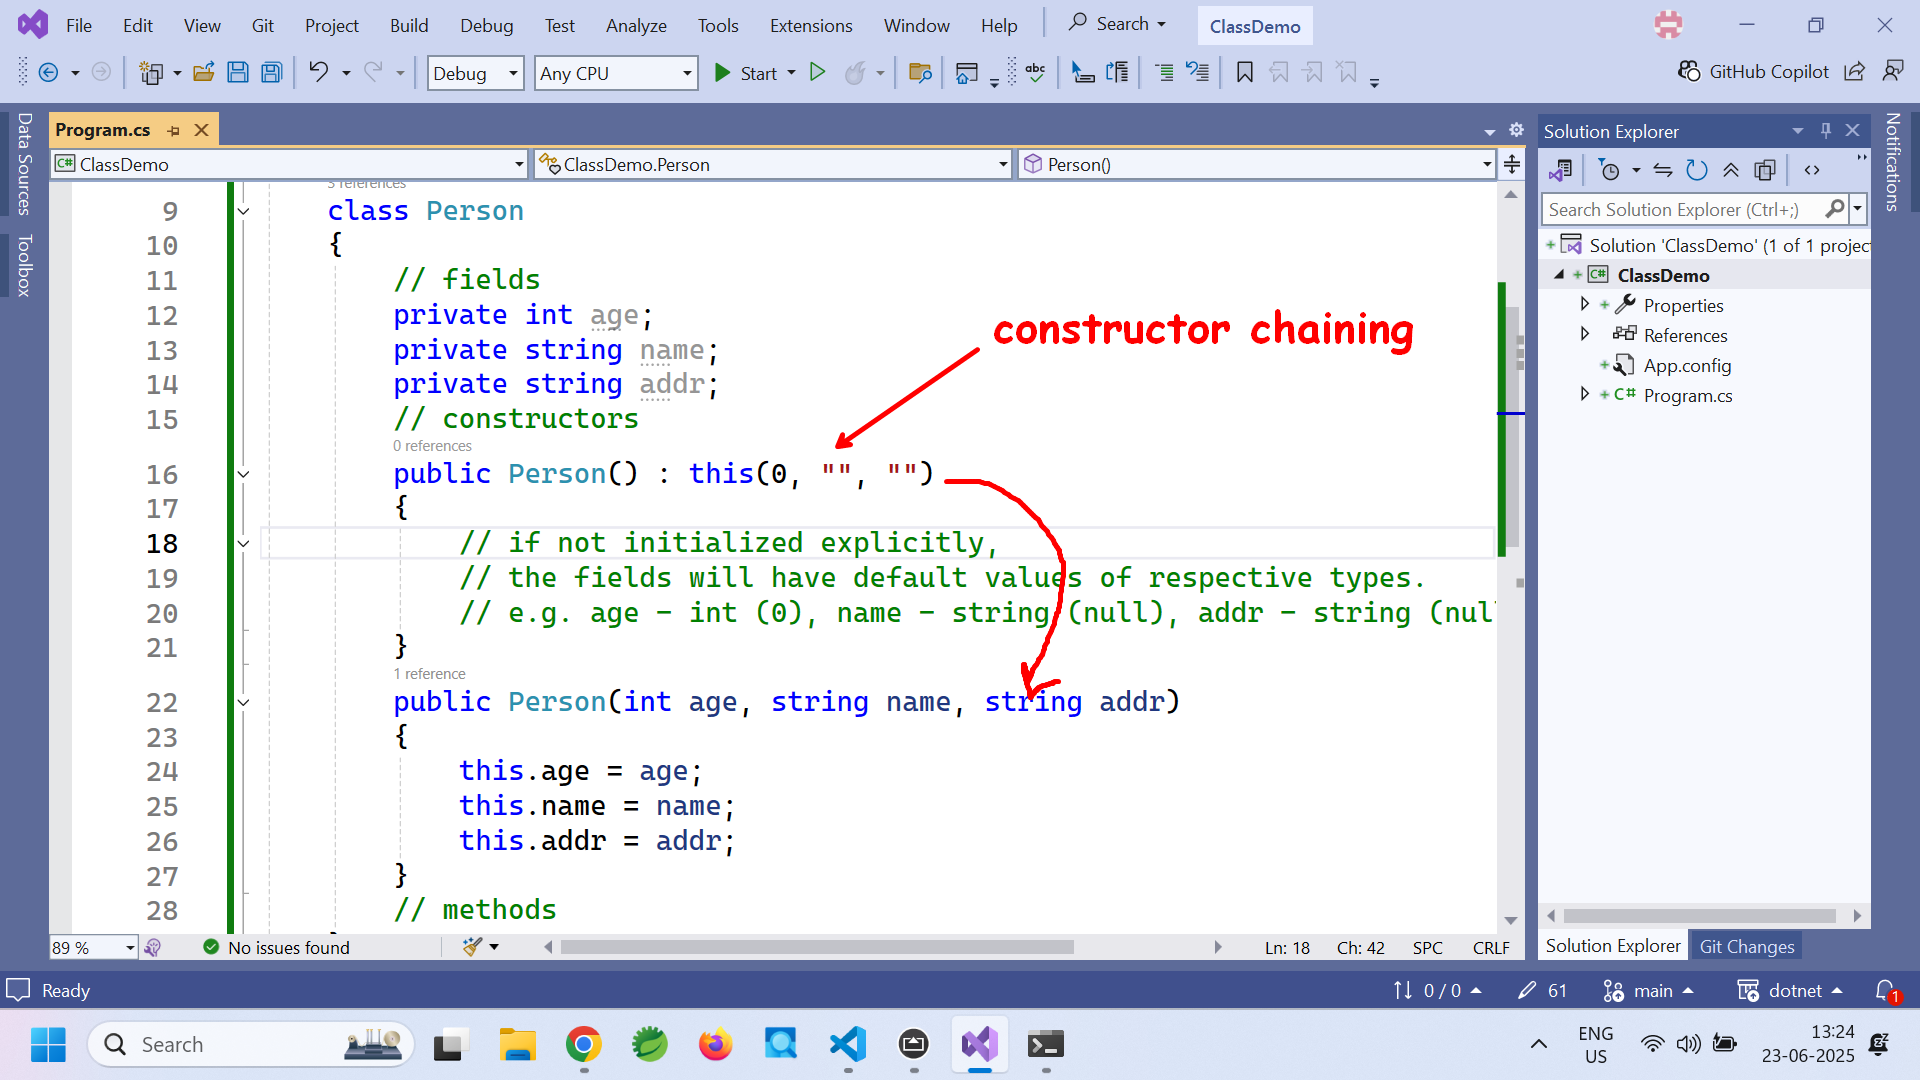 File Edit View Git Project Build Debug Test Analyze Tools Extensions Window Help Search ClassDemo
Debug Any CPU Start abc GitHub Copilot
Data Sources
Toolbox
Program.cs
C# ClassDemo ClassDemo.Person Person()
3 references
9 class Person
10 {
11 // fields
12 private int age;
13 private string name;
14 private string addr;
15 // constructors
0 references
16 public Person() : this(0, "", "")
17 {
18 // if not initialized explicitly,
19 // the fields will have default values of respective types.
20 // e.g. age - int (0), name - string (null), addr - string (nul
21 }
1 reference
22 public Person(int age, string name, string addr)
23 {
24 this.age = age;
25 this.name = name;
26 this.addr = addr;
27 }
28 // methods
constructor chaining
89 % No issues found Ln: 18 Ch: 42 SPC CRLF
Solution Explorer
Search Solution Explorer (Ctrl+;)
Solution 'ClassDemo' (1 of 1 projec
C# ClassDemo
Properties
References
App.config
C# Program.cs
Solution Explorer Git Changes
Notifications
Ready 0 / 0 61 main dotnet 1
Search ENG US 13:24 23-06-2025